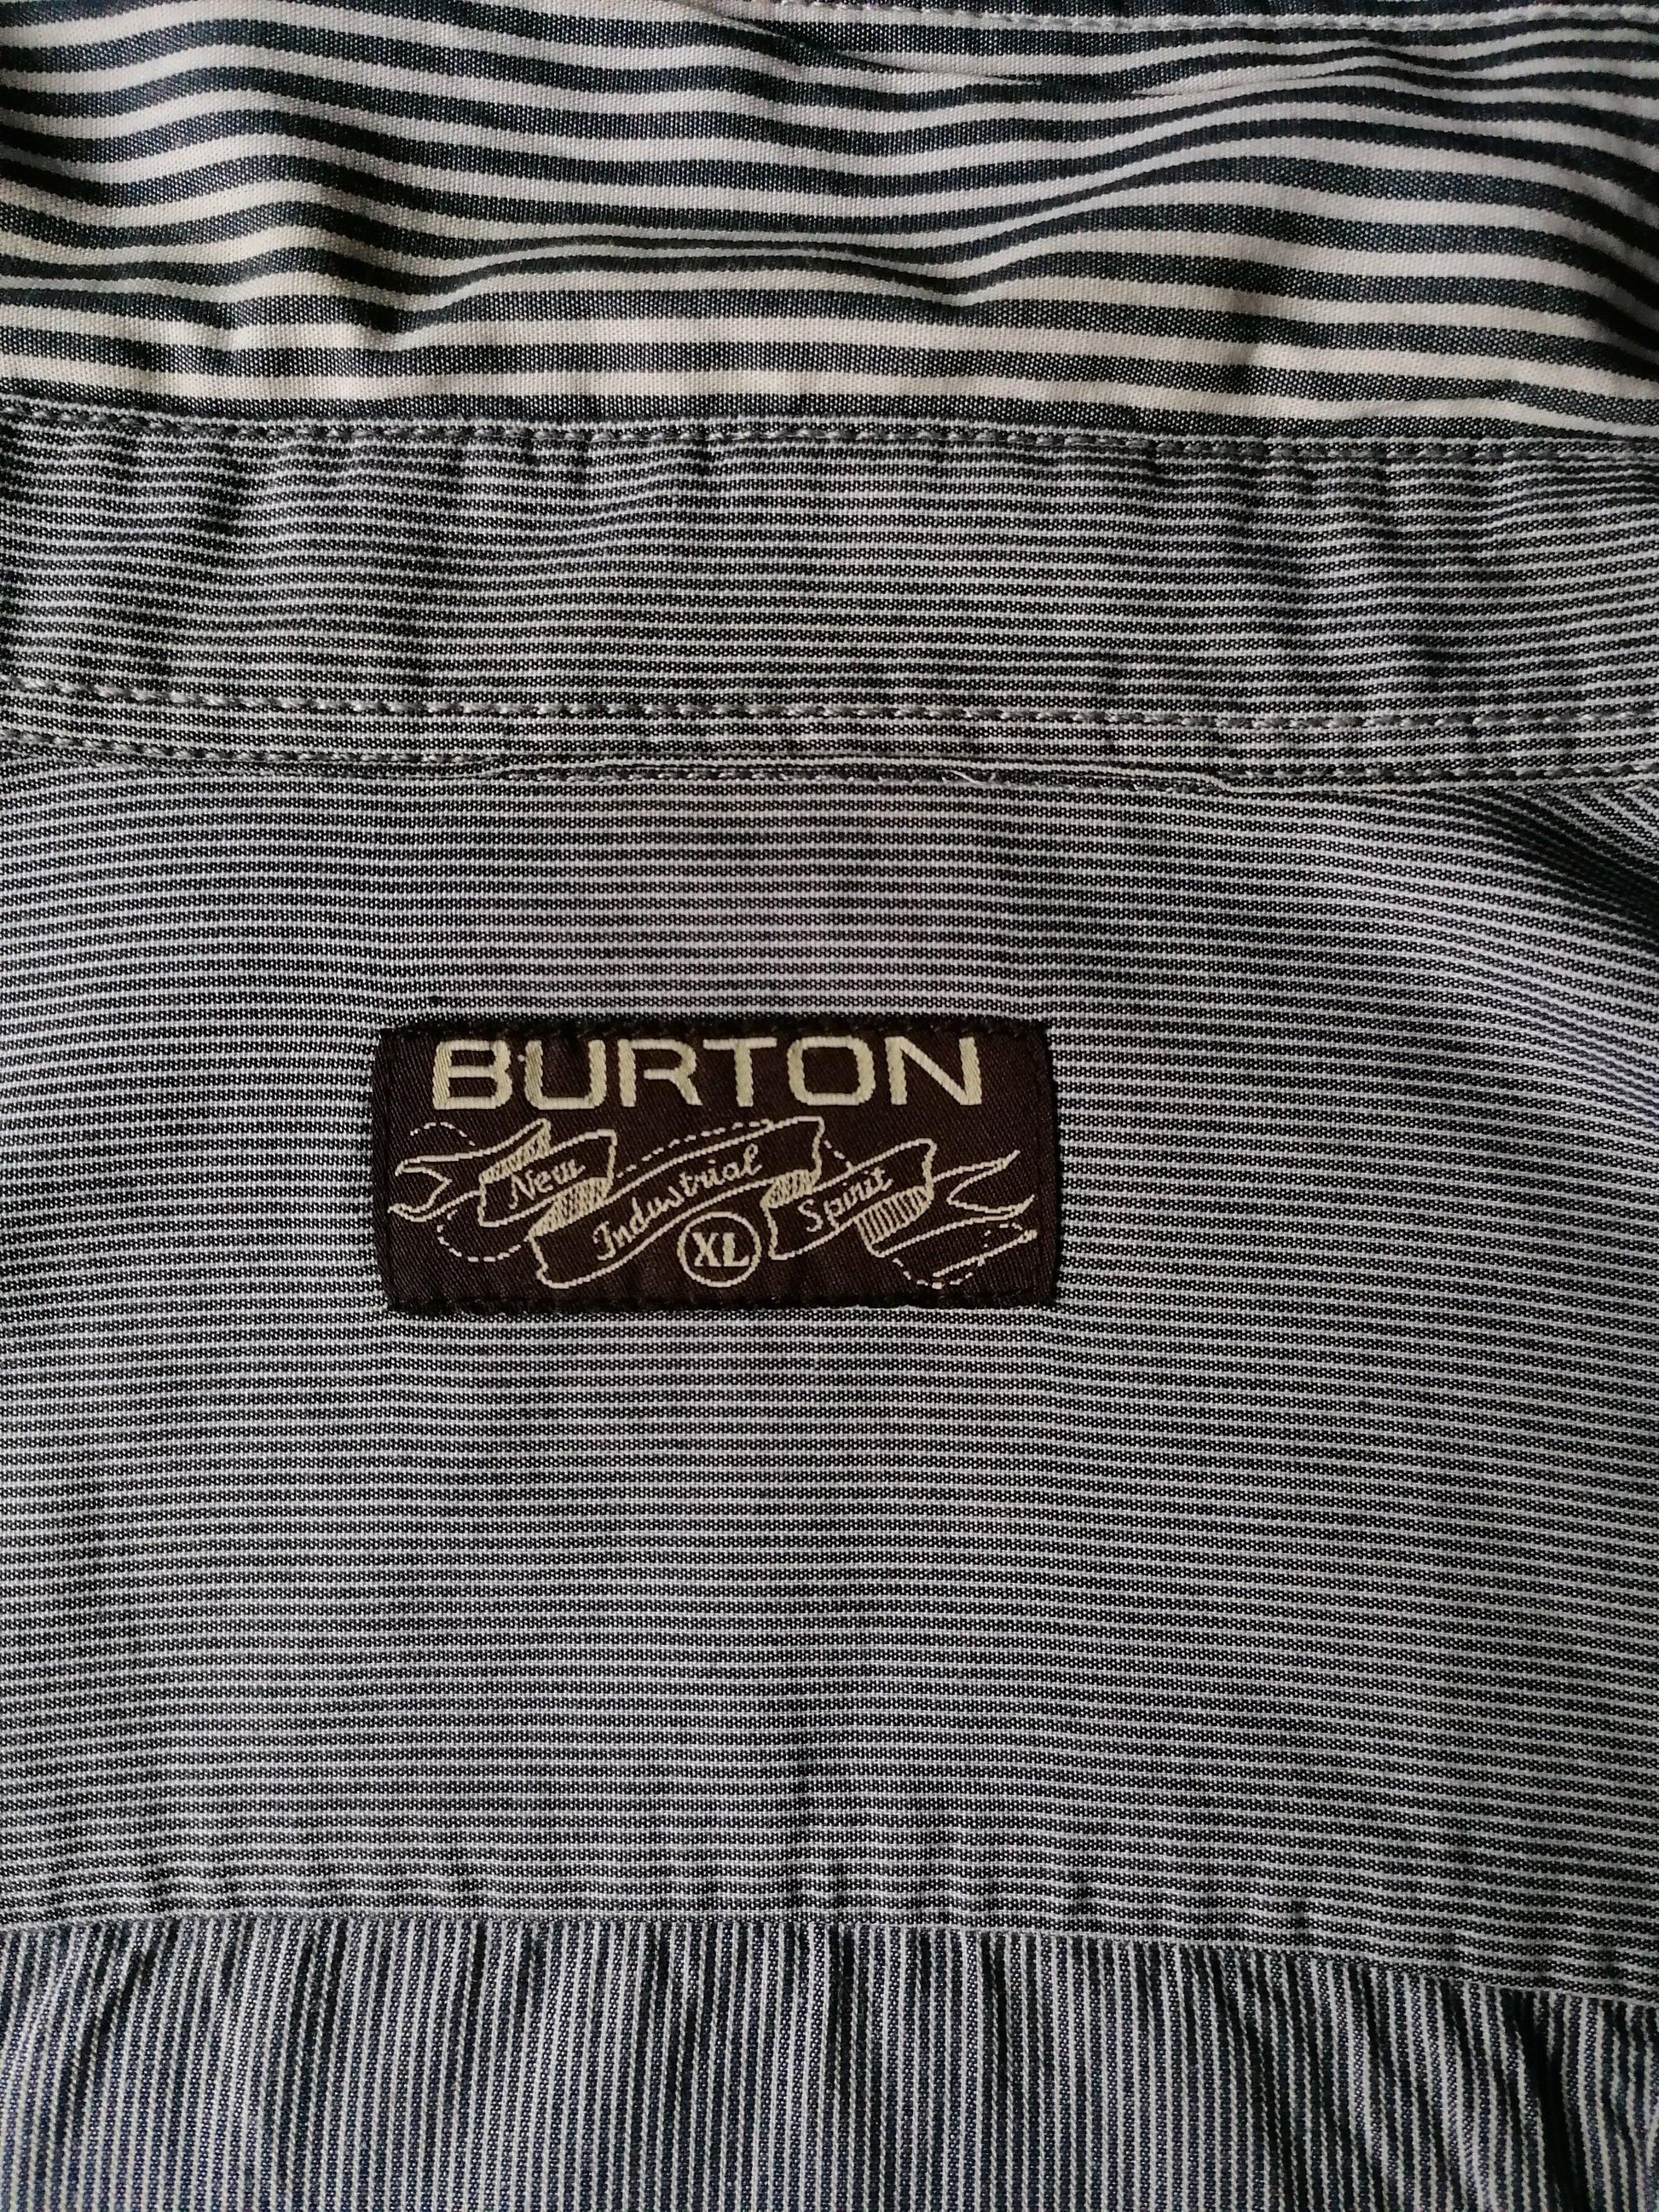 BURTON
New Industrial Spirit
XL